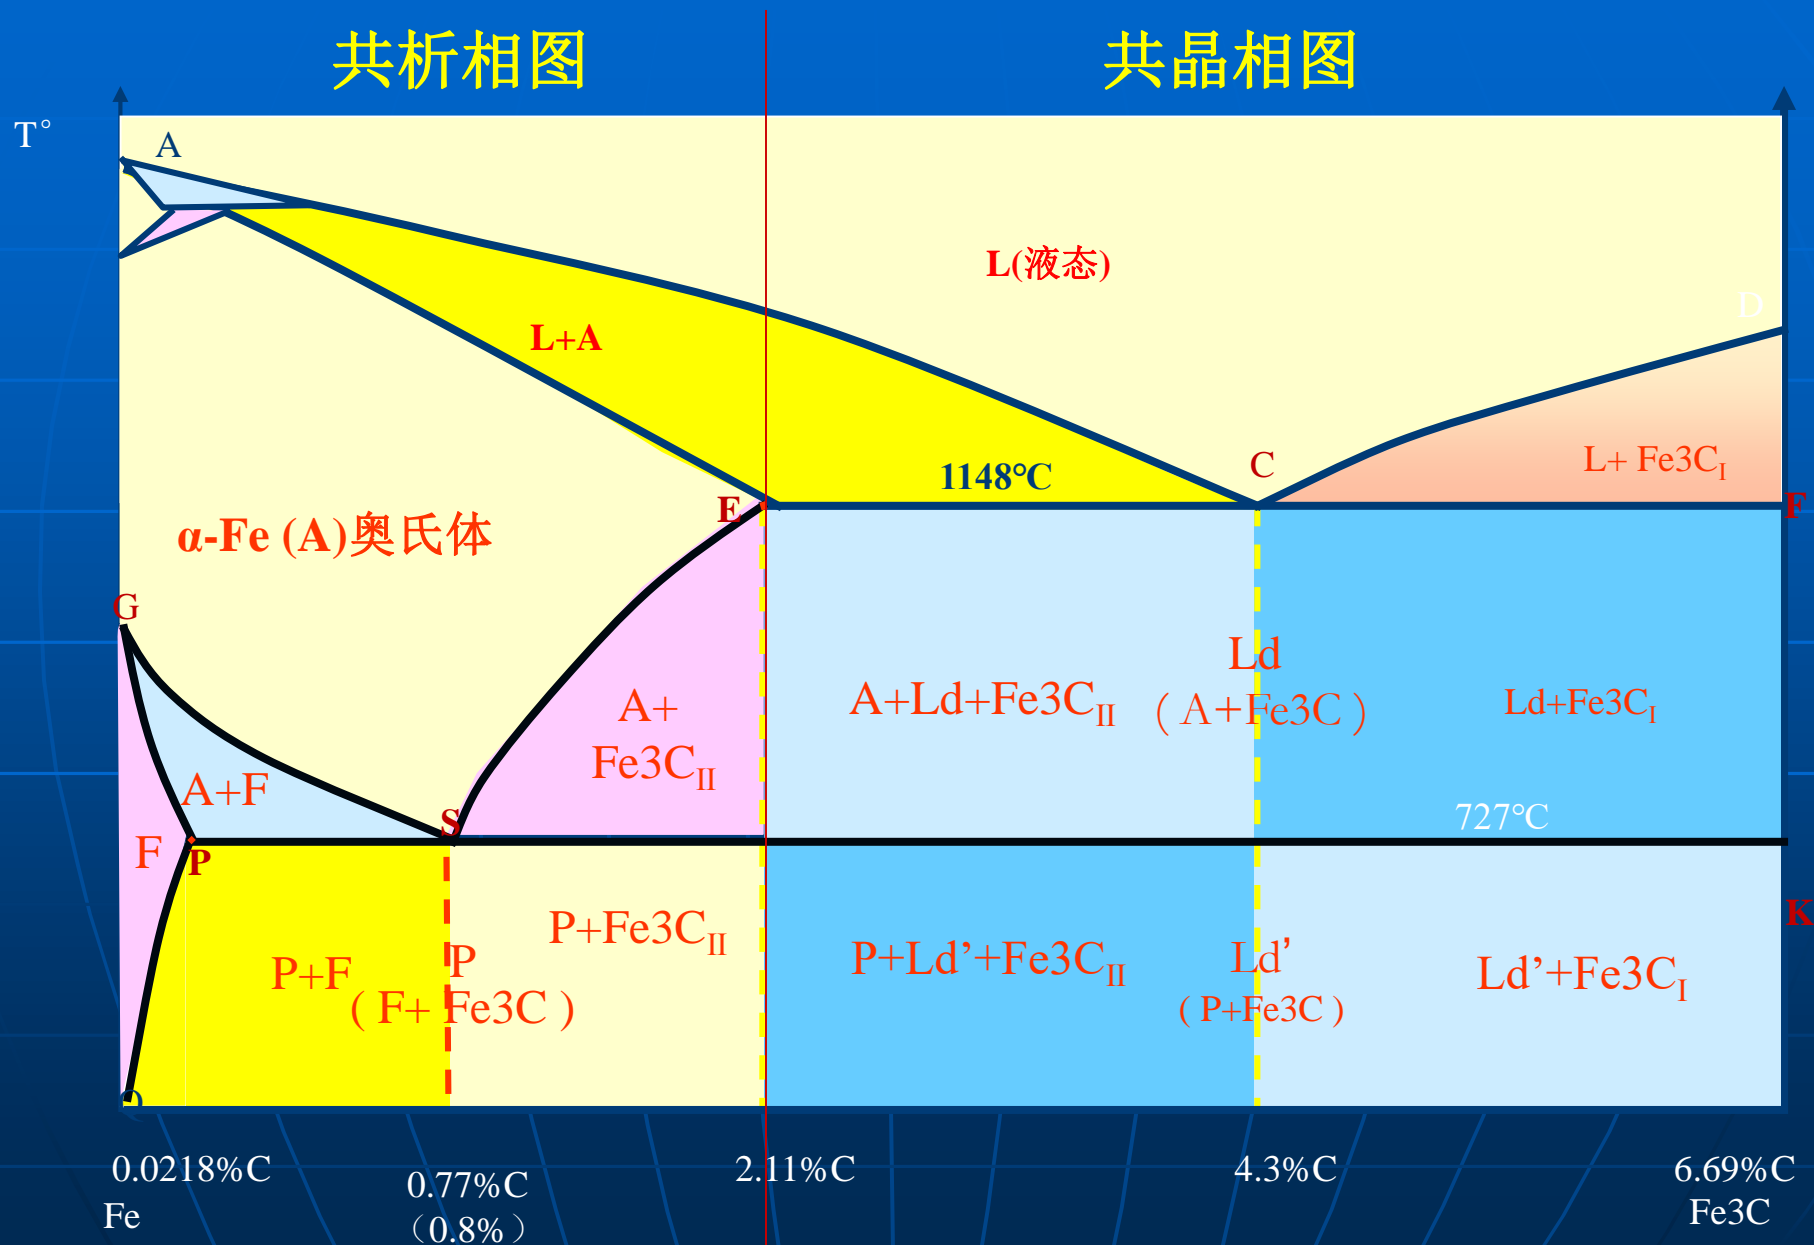 共析相图
共晶相图
T°
A
L(液态)
D
L+A
1148℃
C
L+ Fe3CI
E
F
α-Fe (A)奥氏体
G
Ld
A+
Fe3CII
A+Ld+Fe3CII
(A+Fe3C)
Ld+Fe3CI
A+F
S
727℃
F
P
K
P+Fe3CII
P
P+F
(F+ Fe3C)
P+Ld’+Fe3CII
Ld’
(P+Fe3C)
Ld’+Fe3CI
Q
0.0218%C
0.77%C
(0.8%)
2.11%C
4.3%C
6.69%C
Fe
Fe3C